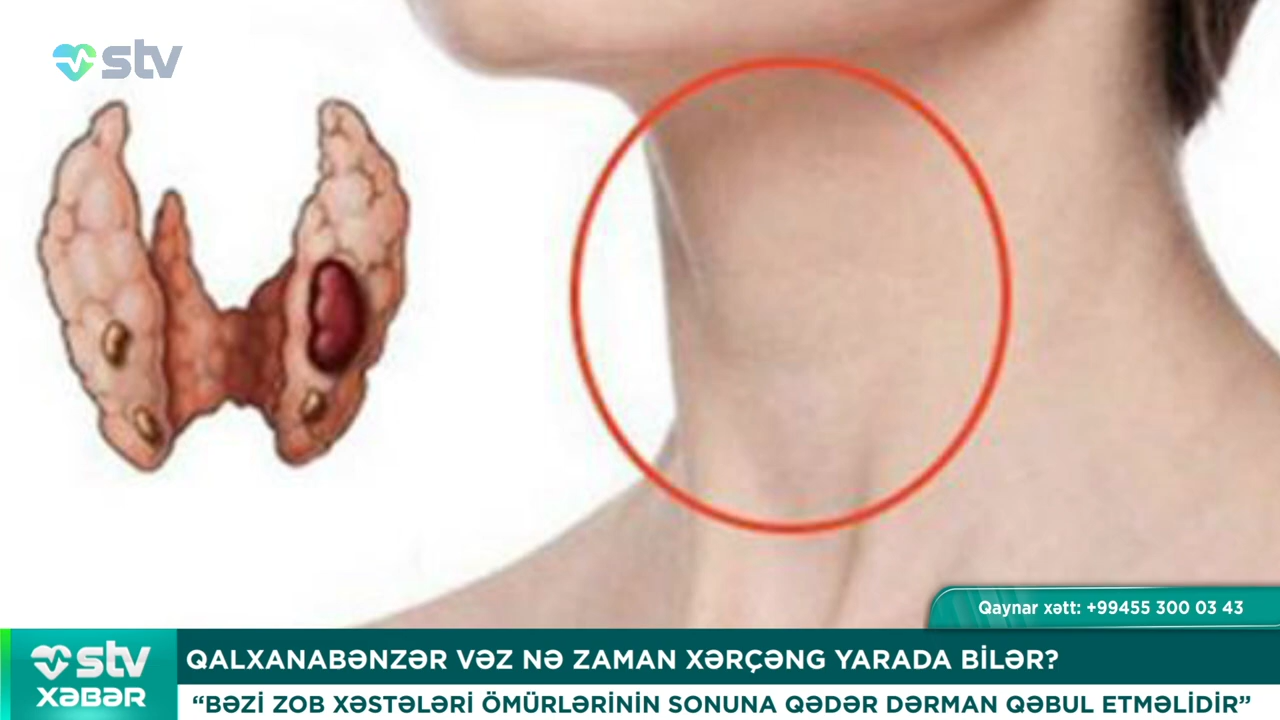 stv
Qaynar xətt: +99455 300 03 43
stv
XƏBƏR
QALXANABƏNZƏR VƏZ NƏ ZAMAN XƏRÇƏNG YARADA BİLƏR?
“BƏZİ ZOB XƏSTƏLƏRİ ÖMÜRLƏRİNİN SONUNA QƏDƏR DƏRMAN QƏBUL ETMƏLİDİR”